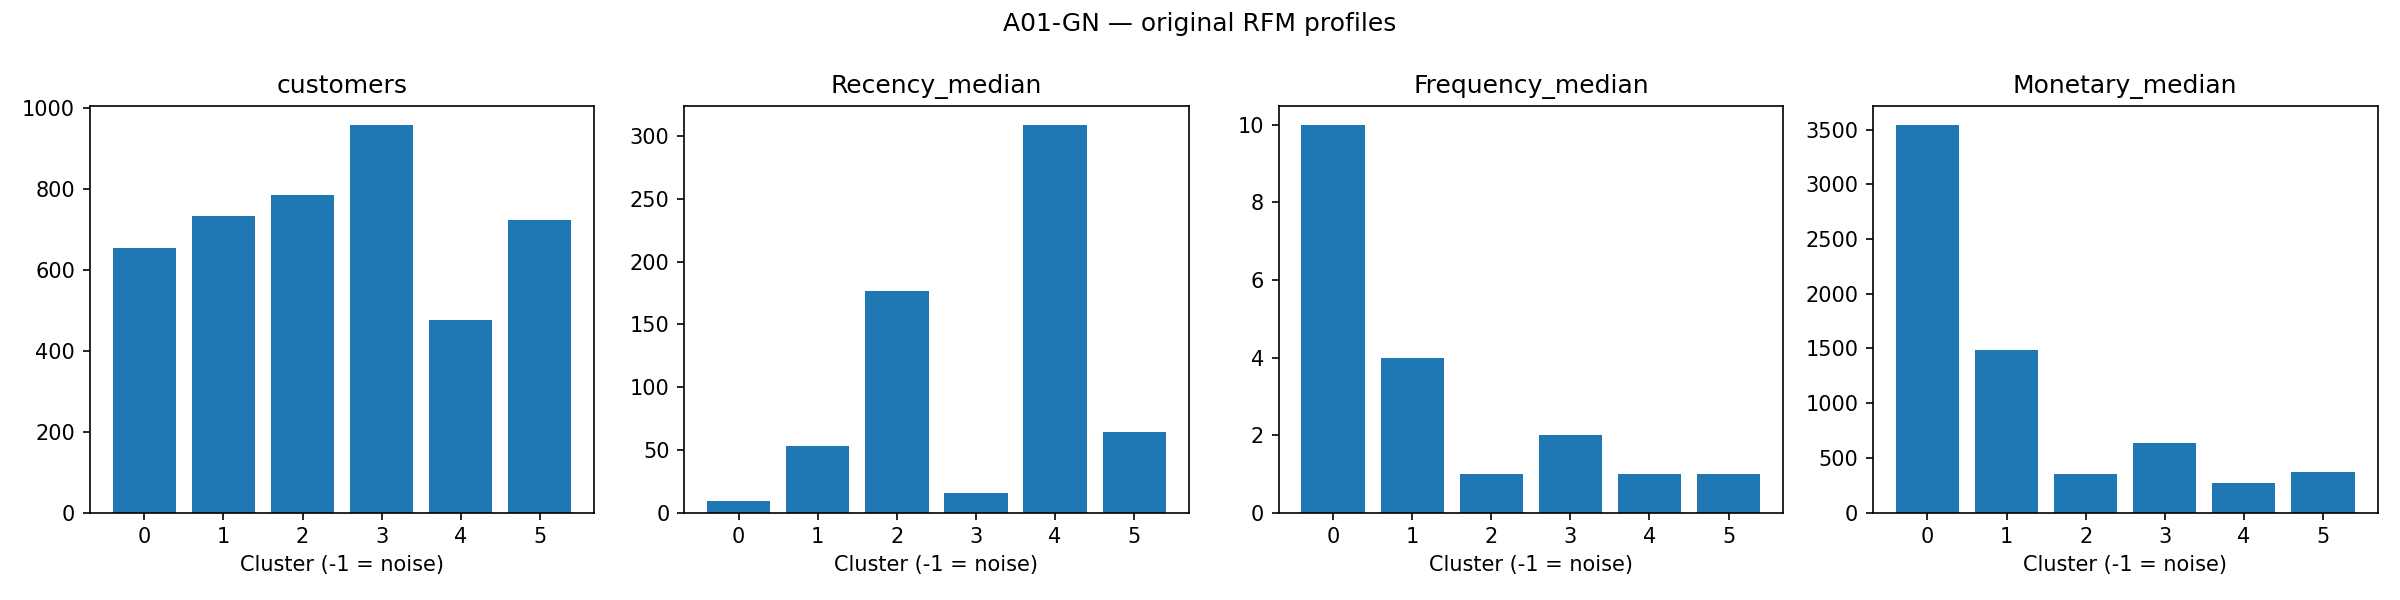 A01-GN — original RFM profiles
customers
1000
800
600
400
200
0
0 1 2 3 4 5
Cluster (-1 = noise)
Recency_median
300
250
200
150
100
50
0
0 1 2 3 4 5
Cluster (-1 = noise)
Frequency_median
10
8
6
4
2
0
0 1 2 3 4 5
Cluster (-1 = noise)
Monetary_median
3500
3000
2500
2000
1500
1000
500
0
0 1 2 3 4 5
Cluster (-1 = noise)